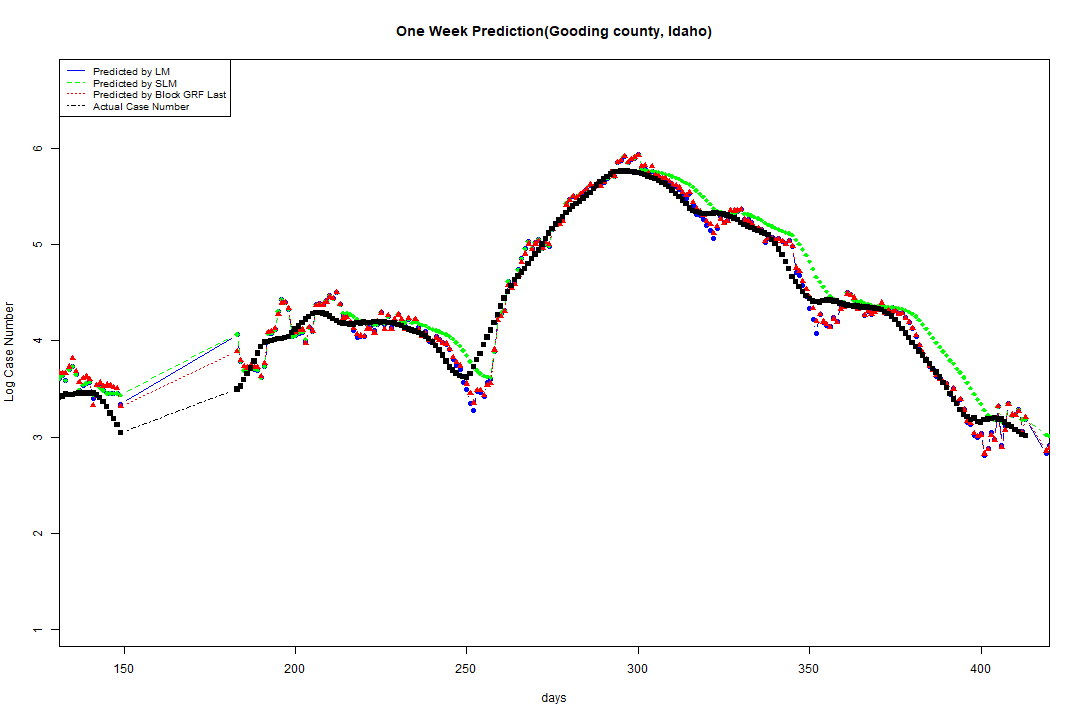 One Week Prediction(Gooding county, Idaho)
Predicted by LM
Predicted by SLM
Predicted by Block GRF Last
Actual Case Number
Log Case Number
6
5
4
3
2
1
150 200 250 300 350 400
days